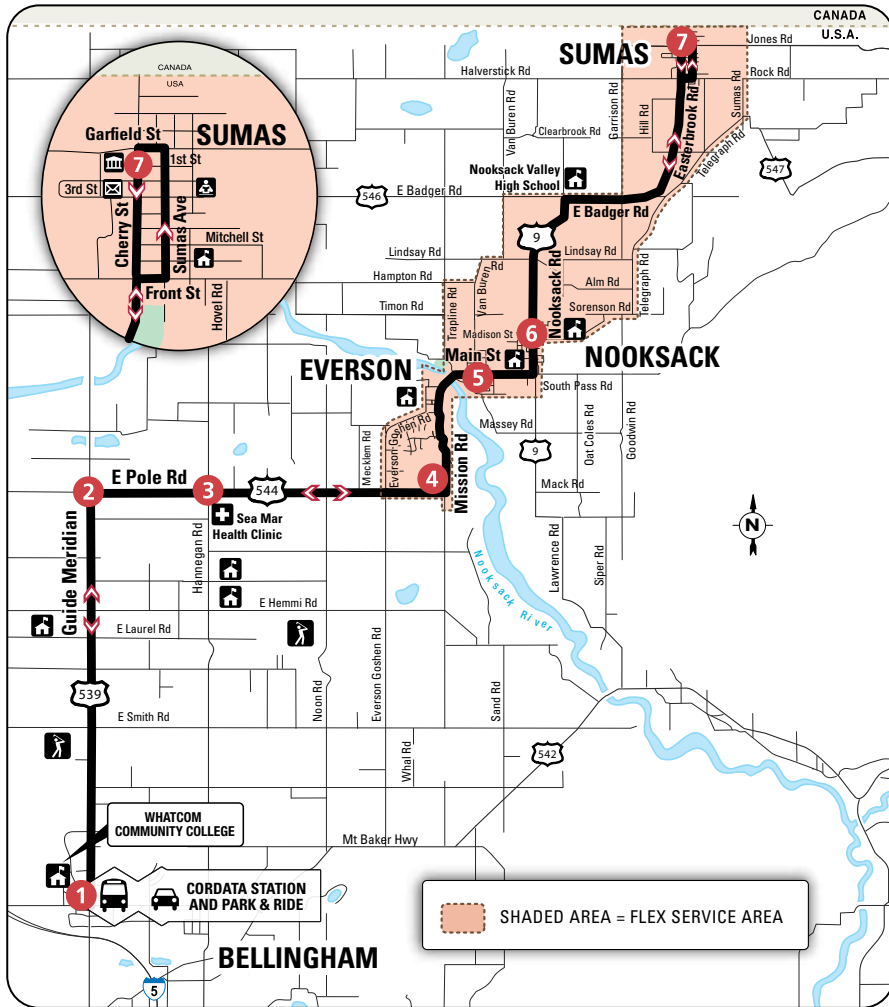 CANADA
U.S.A.
SUMAS
7
Jones Rd
Halverstick Rd
Rock Rd
Van Buren Rd
Garrison Rd
Hill Rd
Easterbrook Rd
Sumas Rd
Clearbrook Rd
Telegraph Rd
547
Nooksack Valley
High School
546
E Badger Rd
E Badger Rd
CANADA
USA
Garfield St
SUMAS
7
1st St
3rd St
Cherry St
Sumas Ave
Mitchell St
Front St
Hovel Rd
9
Lindsay Rd
Lindsay Rd
Van Buren Rd
Nooksack Rd
Hampton Rd
Alm Rd
Telegraph Rd
Timon Rd
Trapline Rd
Sorenson Rd
Madison St
6
NOOKSACK
EVERSON
Main St
5
South Pass Rd
Everson Goshen Rd
Massey Rd
9
Oat Coles Rd
Goodwin Rd
Mecklem Rd
4
Mission Rd
Mack Rd
2
E Pole Rd
3
544
Sea Mar
Health Clinic
N
Guide Meridian
Hannegan Rd
Nooksack River
Lawrence Rd
Siper Rd
E Hemmi Rd
E Laurel Rd
539
Noon Rd
Everson Goshen Rd
Sand Rd
E Smith Rd
Whal Rd
542
WHATCOM
COMMUNITY COLLEGE
Mt Baker Hwy
1
CORDATA STATION
AND PARK & RIDE
SHADED AREA = FLEX SERVICE AREA
BELLINGHAM
5